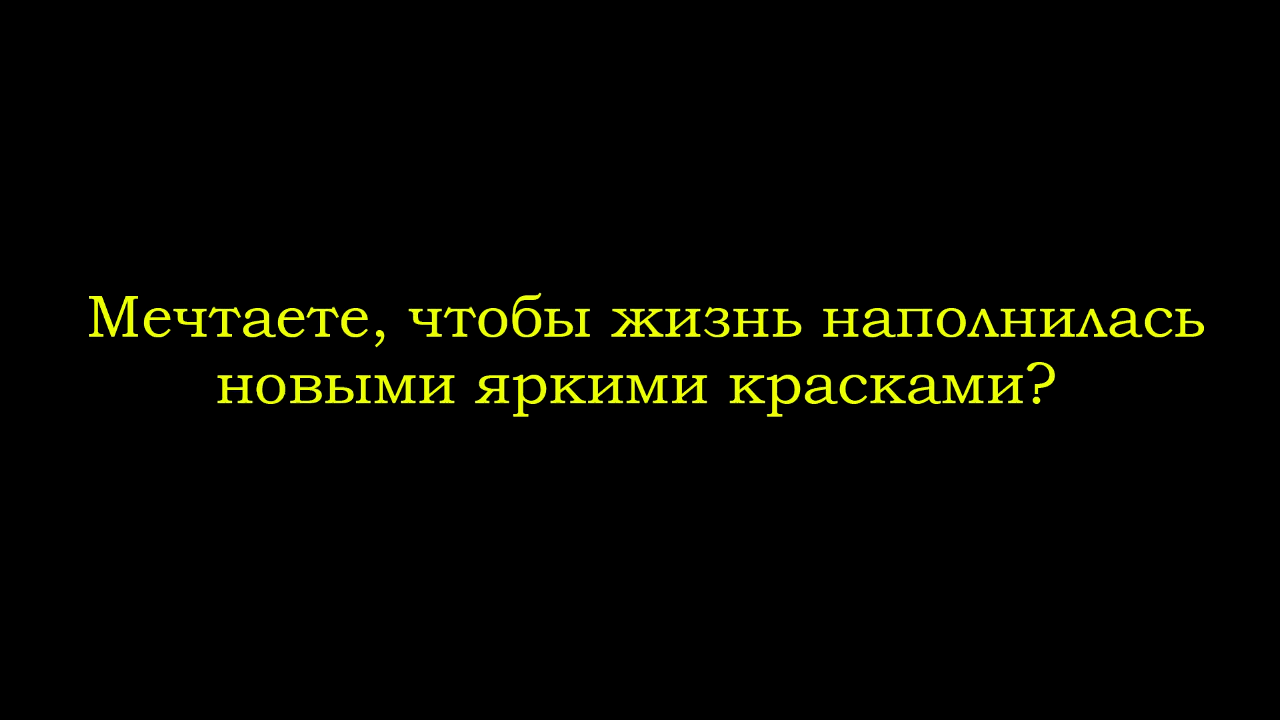 Мечтаете, чтобы жизнь наполнилась
новыми яркими красками?